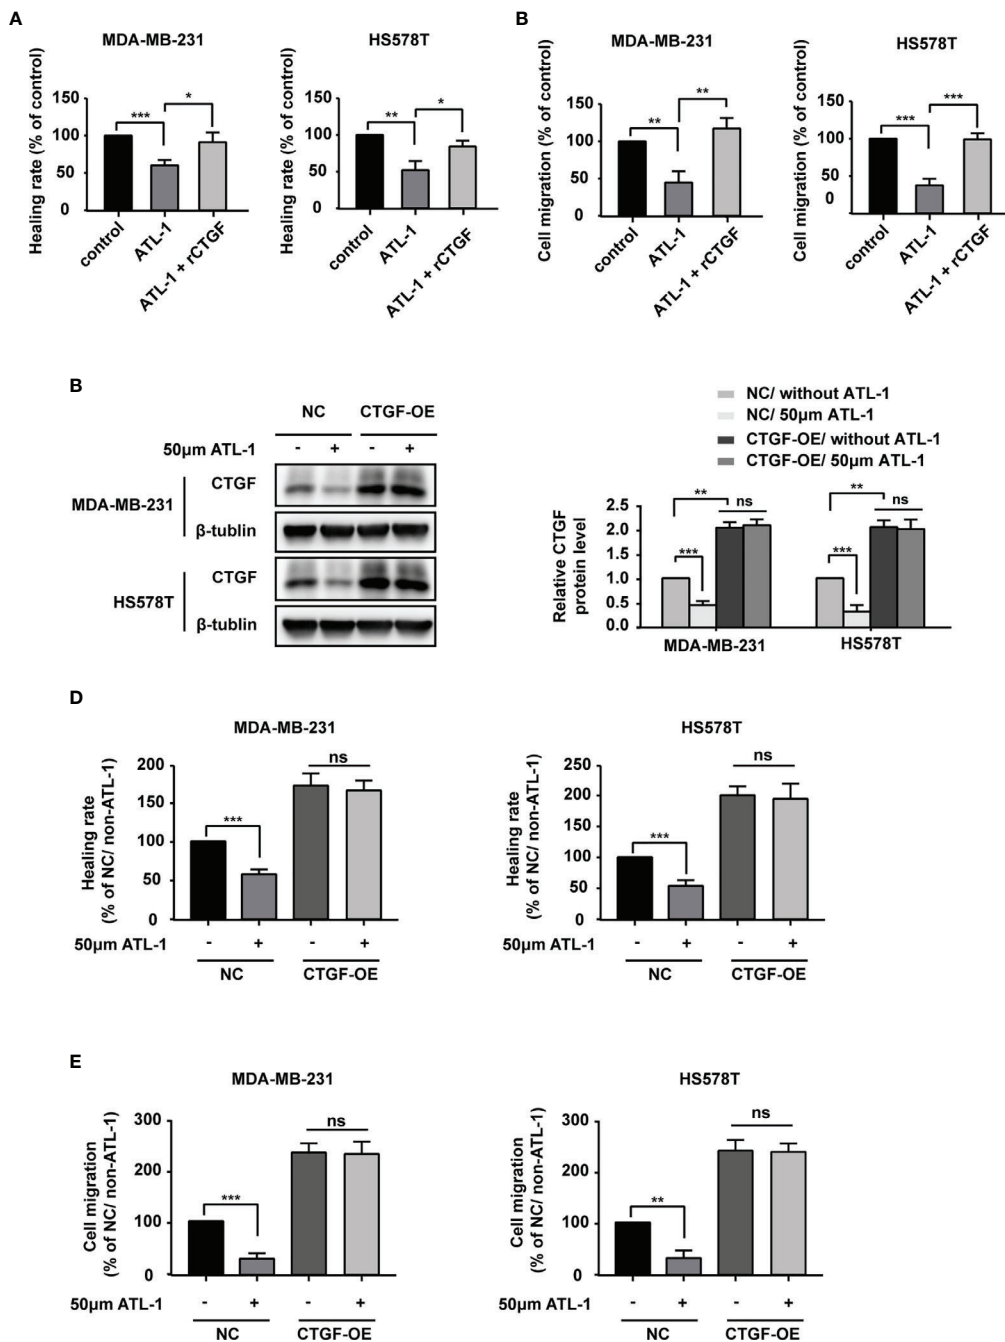 A
MDA-MB-231
Healing rate (% of control)
150
100
50
0
***
*
control
ATL-1
ATL-1 + rCTGF
HS578T
Healing rate (% of control)
150
100
50
0
**
*
control
ATL-1
ATL-1 + rCTGF
B
MDA-MB-231
Cell migration (% of control)
150
100
50
0
**
**
control
ATL-1
ATL-1 + rCTGF
HS578T
Cell migration (% of control)
150
100
50
0
***
***
control
ATL-1
ATL-1 + rCTGF
B
NC CTGF-OE
50μm ATL-1 - + - +
MDA-MB-231
CTGF
β-tublin
HS578T
CTGF
β-tublin
NC/ without ATL-1
NC/ 50μm ATL-1
CTGF-OE/ without ATL-1
CTGF-OE/ 50μm ATL-1
Relative CTGF
protein level
2.5
2.0
1.0
0.5
0.0
***
**
ns
***
**
ns
MDA-MB-231 HS578T
D
MDA-MB-231
Healing rate
(% of NC/ non-ATL-1)
200
150
100
50
0
***
ns
50μm ATL-1 - + - +
NC CTGF-OE
HS578T
Healing rate
(% of NC/ non-ATL-1)
250
200
150
100
50
0
***
ns
50μm ATL-1 - + - +
NC CTGF-OE
E
MDA-MB-231
Cell migration
(% of NC/ non-ATL-1)
300
200
100
0
***
ns
50μm ATL-1 - + - +
NC CTGF-OE
HS578T
Cell migration
(% of NC/ non-ATL-1)
300
200
100
0
**
ns
50μm ATL-1 - + - +
NC CTGF-OE